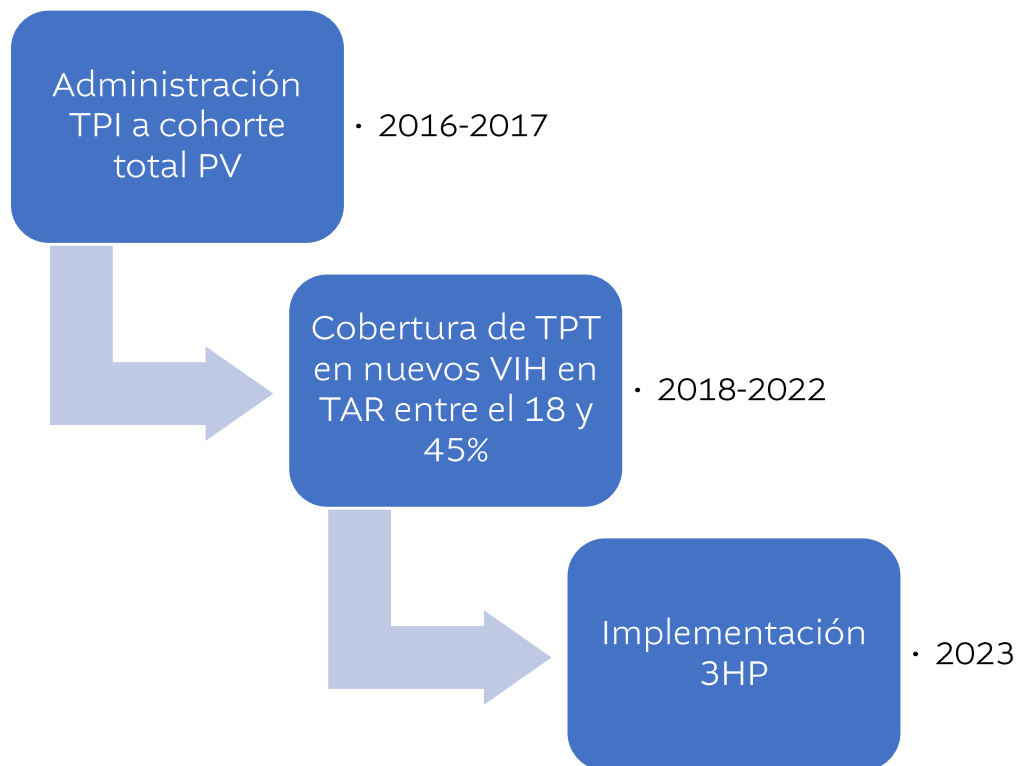 Administración
TPI a cohorte
total PV
• 2016-2017
Cobertura de TPT
en nuevos VIH en
TAR entre el 18 y
45%
• 2018-2022
Implementación
3HP
• 2023